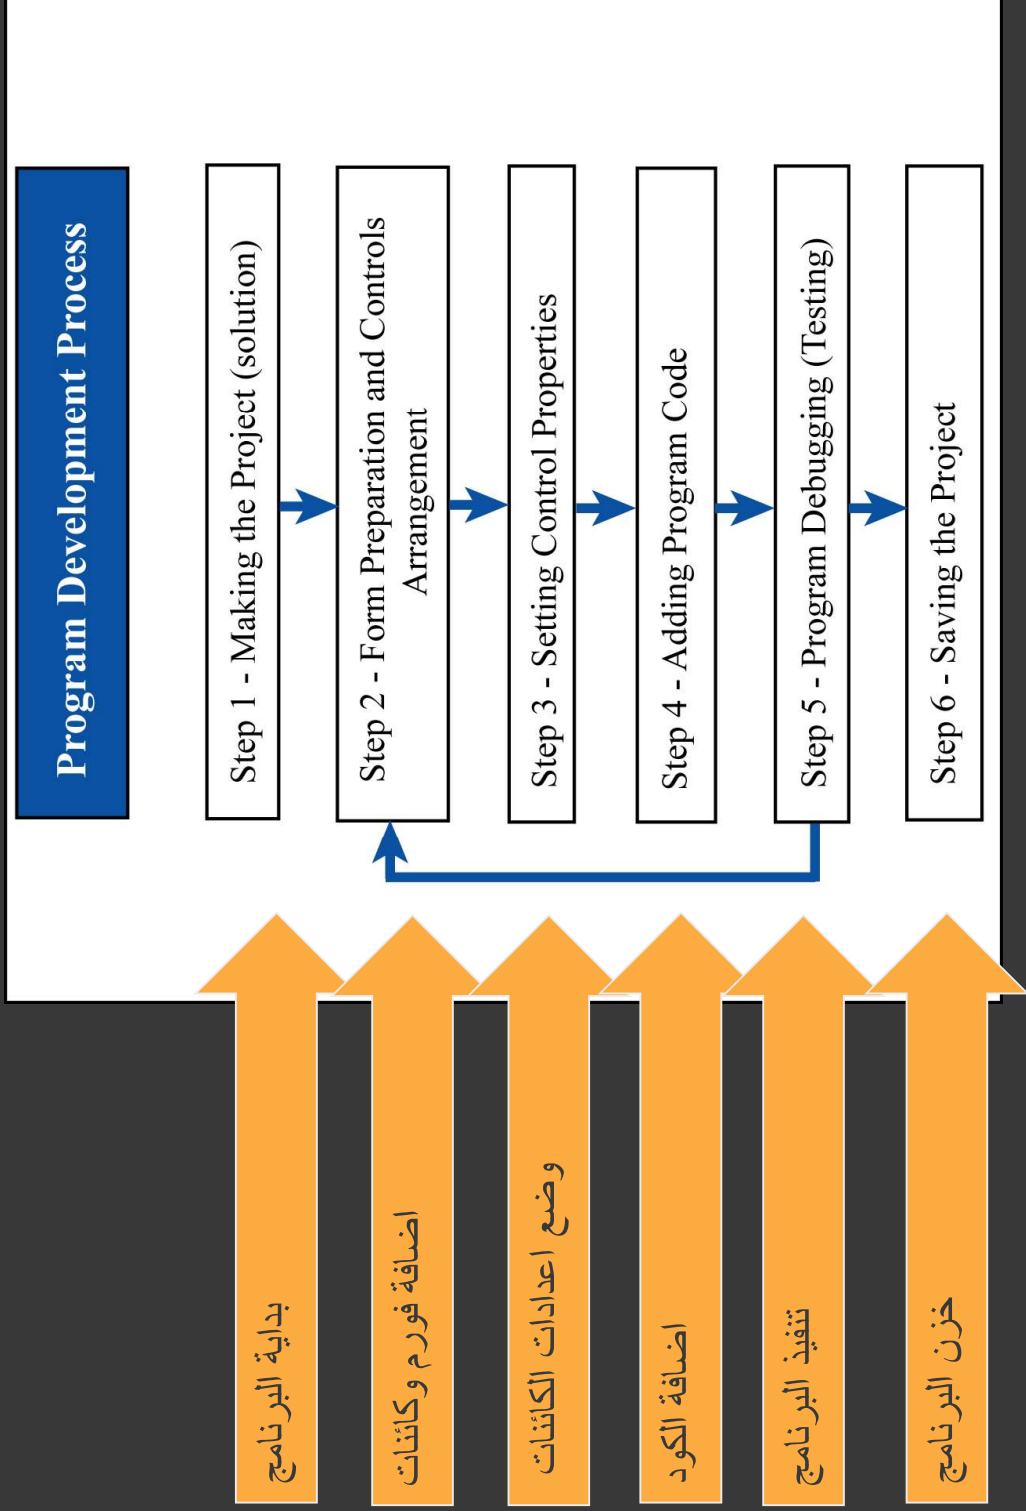 Program Development Process
Step 1 - Making the Project (solution)
بداية البرنامج
Step 2 - Form Preparation and Controls
Arrangement
اضافة فورم وكائنات
Step 3 - Setting Control Properties
وضع اعدادات الكائنات
Step 4 - Adding Program Code
اضافة الكود
Step 5 - Program Debugging (Testing)
تنفيذ البرنامج
Step 6 - Saving the Project
خزن البرنامج